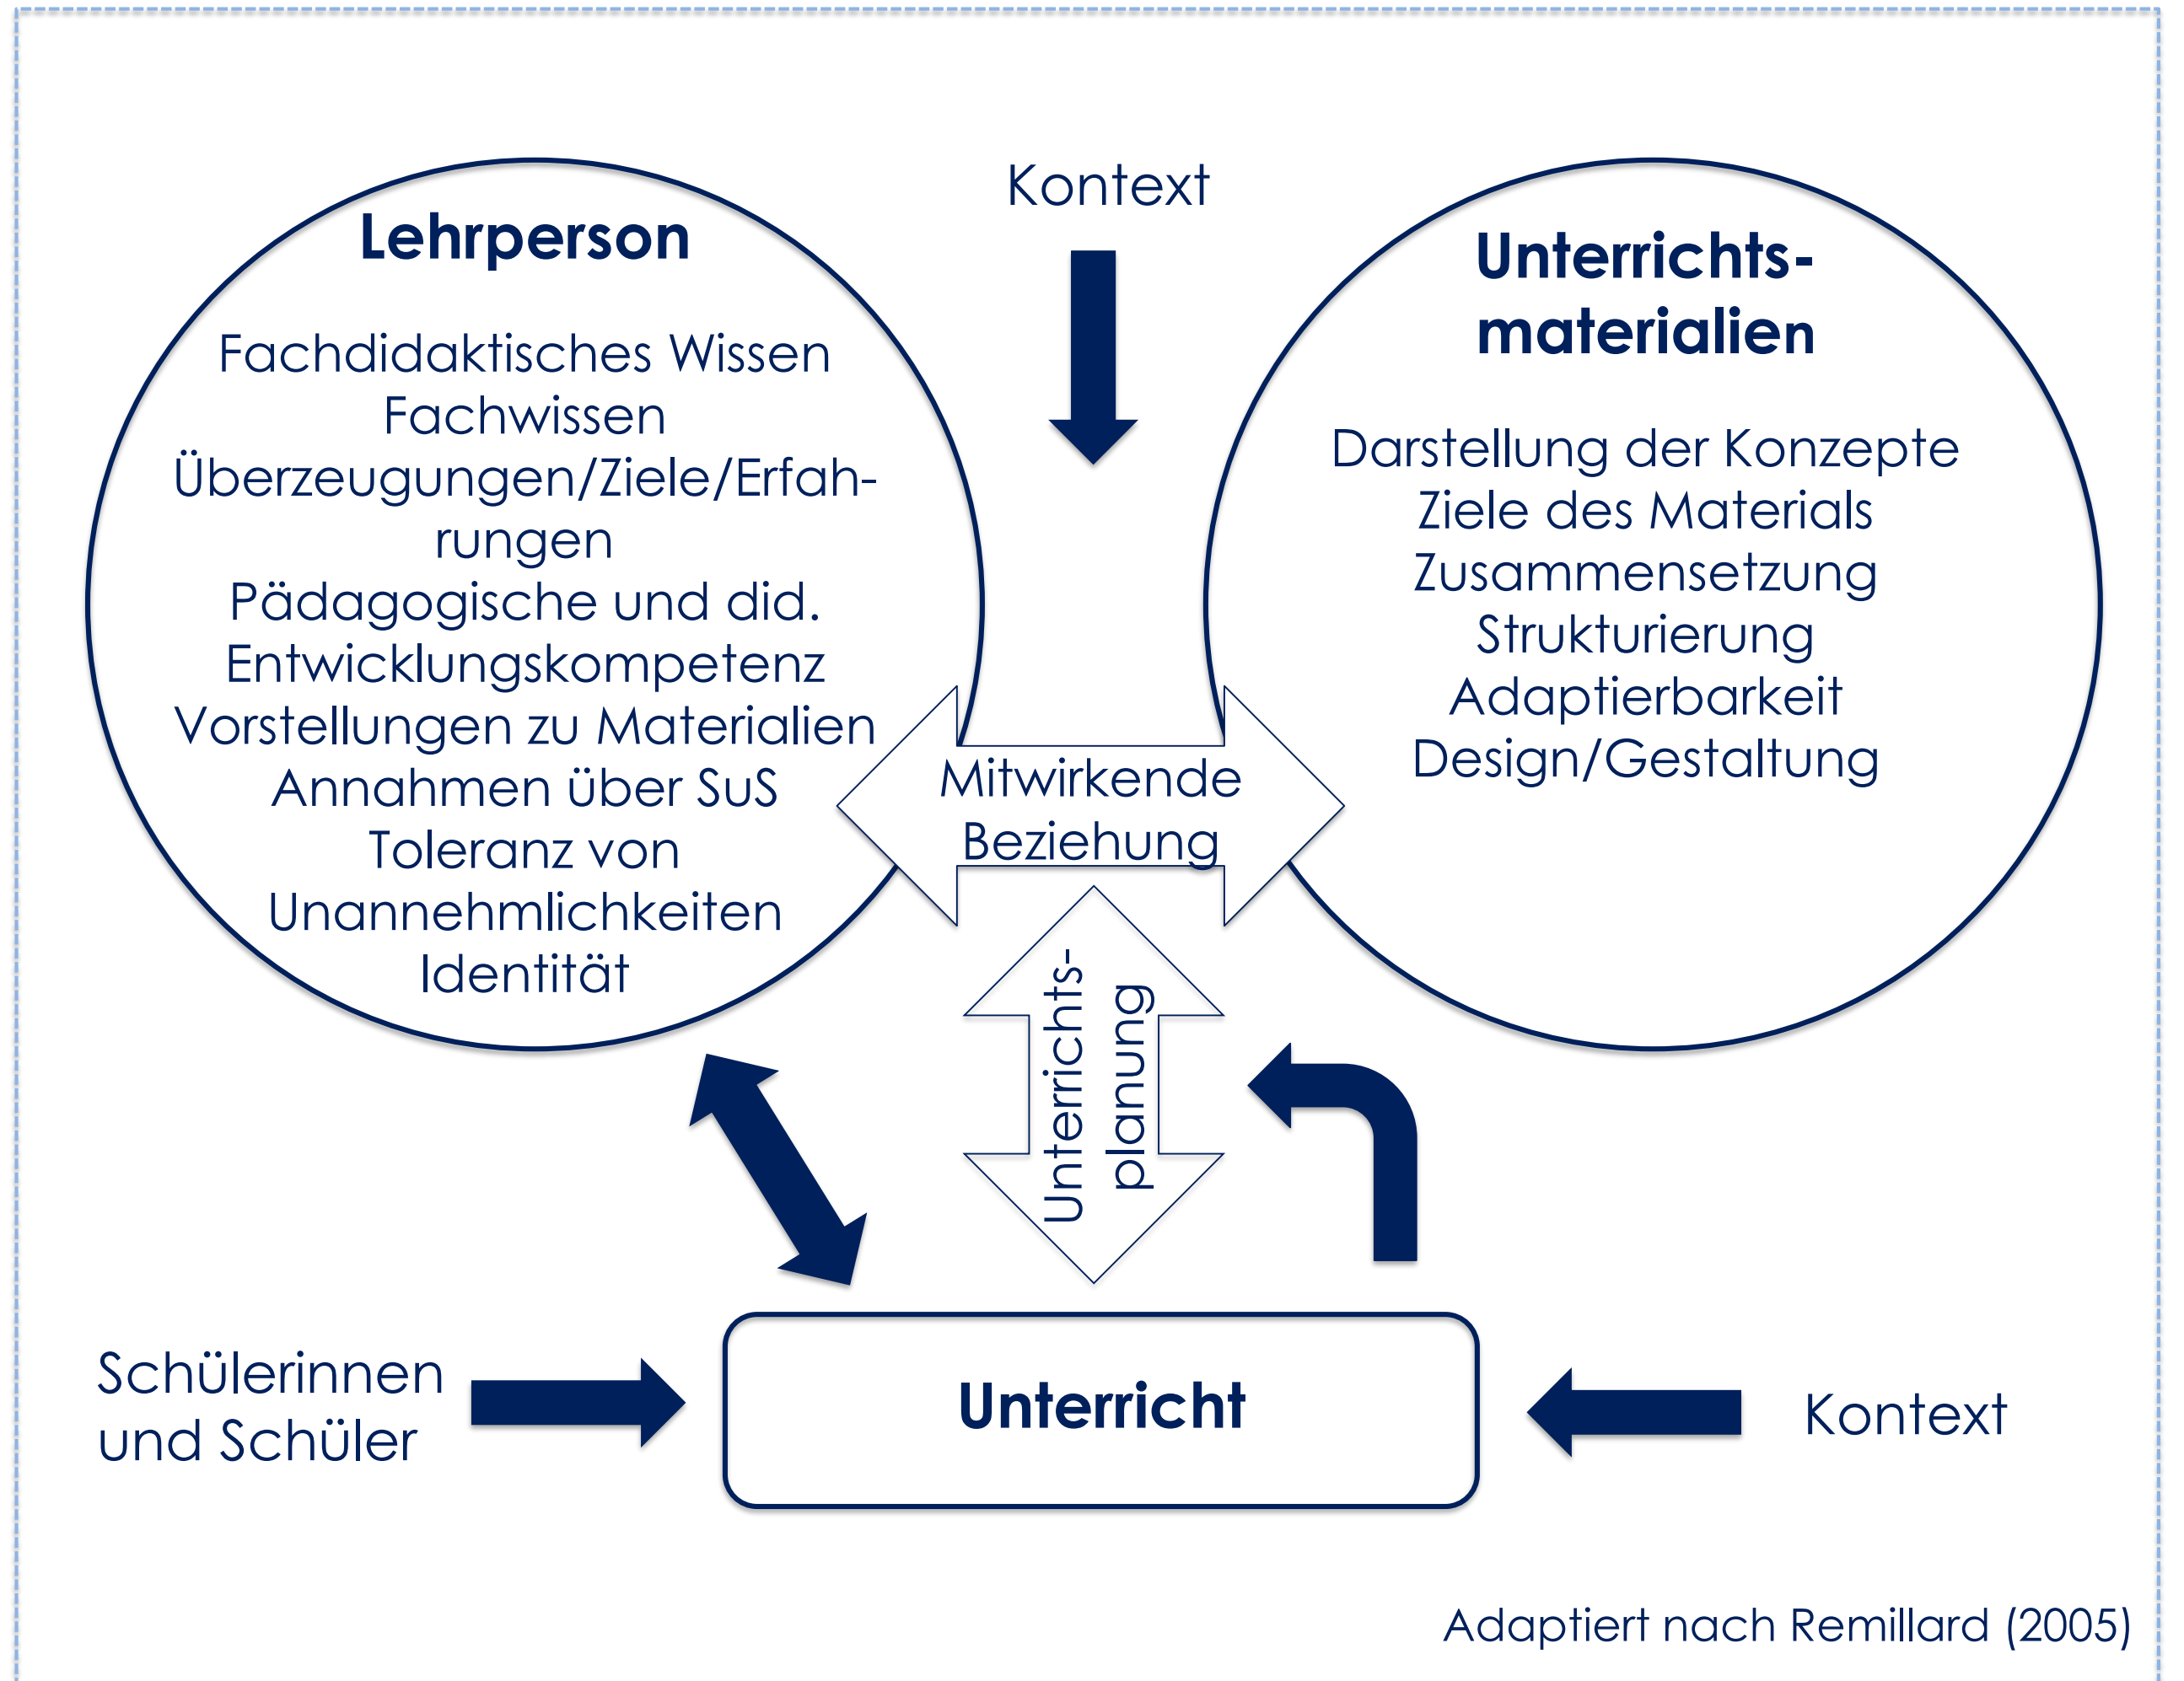 Kontext
Lehrperson
Fachdidaktisches Wissen
Fachwissen
Überzeugungen/Ziele/Erfah-
rungen
Pädagogische und did.
Entwicklungskompetenz
Vorstellungen zu Materialien
Annahmen über SuS
Toleranz von
Unannehmlichkeiten
Identität
Unterrichts-
materialien
Darstellung der Konzepte
Ziele des Materials
Zusammensetzung
Strukturierung
Adaptierbarkeit
Design/Gestaltung
Mitwirkende
Beziehung
Unterrichts-
planung
Schülerinnen
und Schüler
Unterricht
Kontext
Adaptiert nach Remillard (2005)